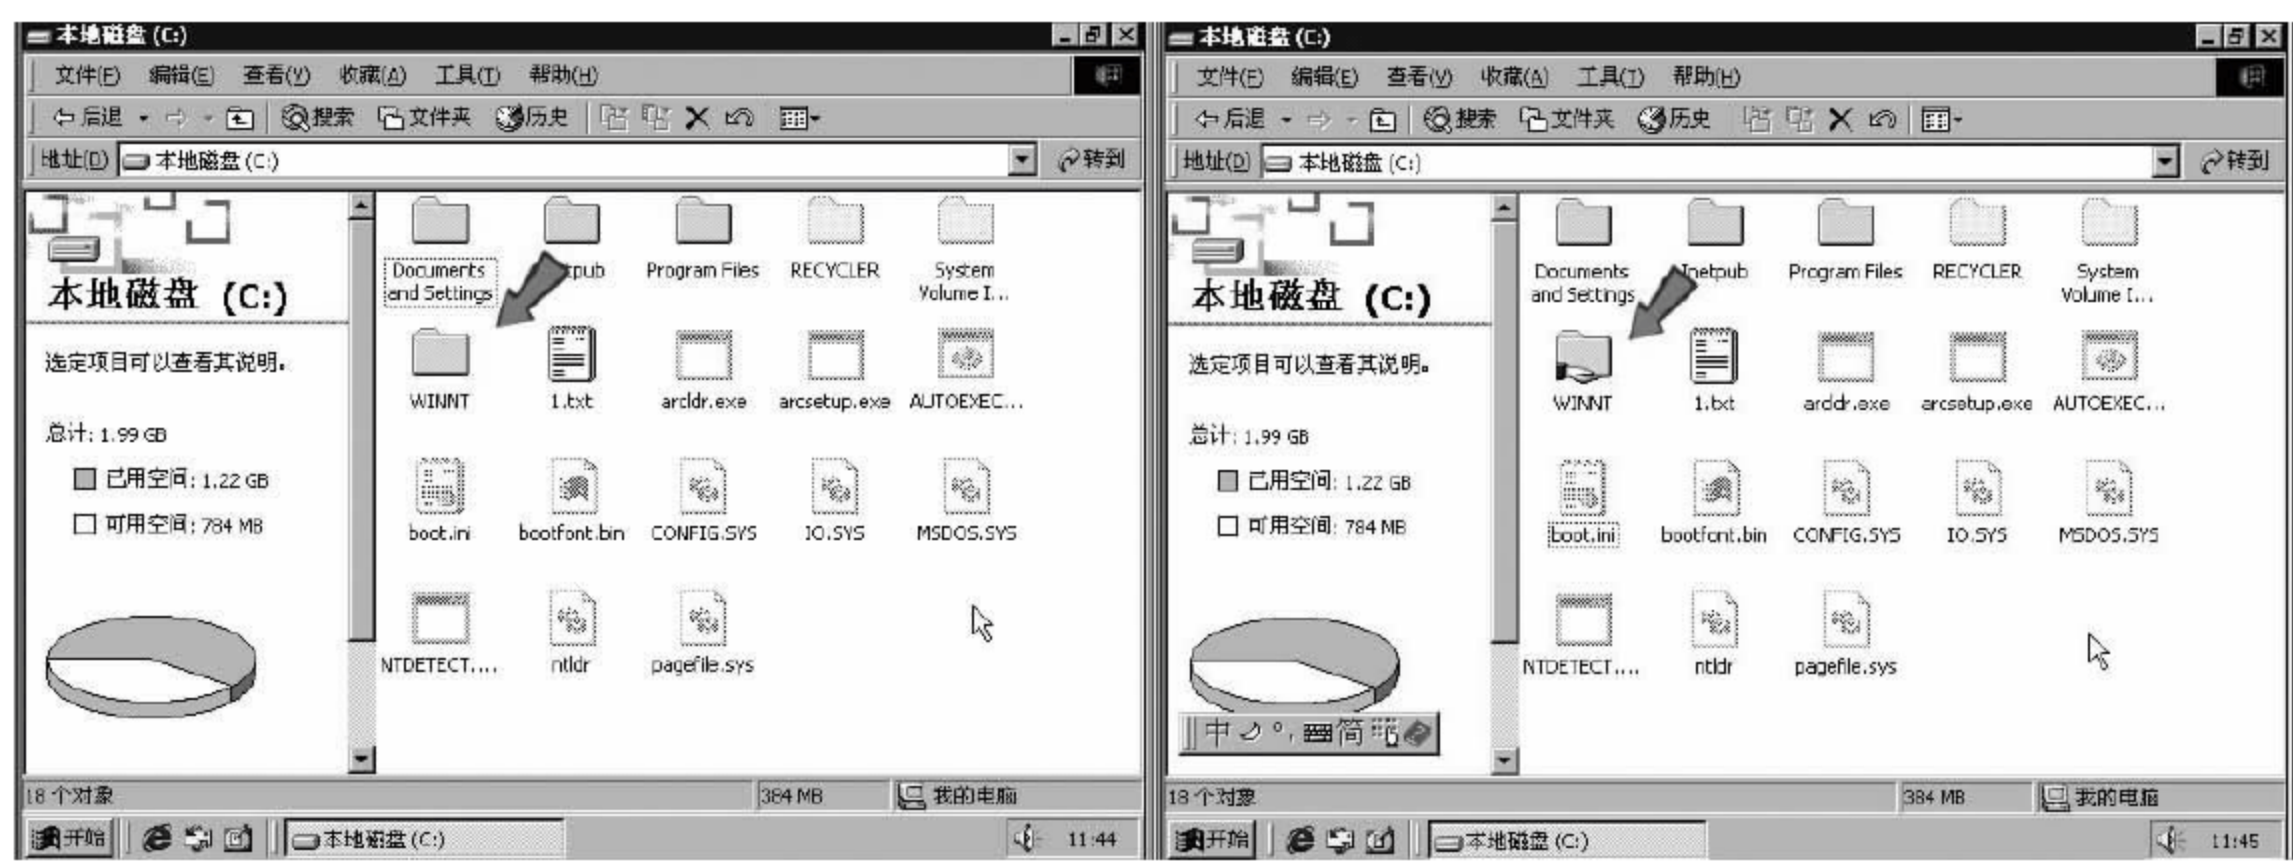 本地磁盘 (C:)
文件(F) 编辑(E) 查看(V) 收藏(A) 工具(T) 帮助(H)
后退 搜索 文件夹 历史
地址(D) 本地磁盘 (C:) 转到
本地磁盘 (C:)
选定项目可以查看其说明。
总计: 1.99 GB
已用空间: 1.22 GB
可用空间: 784 MB
Documents and Settings
etpub
Program Files
RECYCLER
System Volume I...
WINNT
1.txt
arcldr.exe
arcsetup.exe
AUTOEXEC...
boot.ini
bootfont.bin
CONFIG.SYS
IO.SYS
MSDOS.SYS
NTDETECT....
ntldr
pagefile.sys
18 个对象 384 MB 我的电脑
开始 本地磁盘 (C:) 11:44
本地磁盘 (C:)
文件(F) 编辑(E) 查看(V) 收藏(A) 工具(T) 帮助(H)
后退 搜索 文件夹 历史
地址(D) 本地磁盘 (C:) 转到
本地磁盘 (C:)
选定项目可以查看其说明。
总计: 1.99 GB
已用空间: 1.22 GB
可用空间: 784 MB
Documents and Settings
Inetpub
Program Files
RECYCLER
System Volume I...
WINNT
1.txt
arcldr.exe
arcsetup.exe
AUTOEXEC...
boot.ini
bootfont.bin
CONFIG.SYS
IO.SYS
MSDOS.SYS
NTDETECT....
ntldr
pagefile.sys
中 °, 简
18 个对象 384 MB 我的电脑
开始 本地磁盘 (C:) 11:45